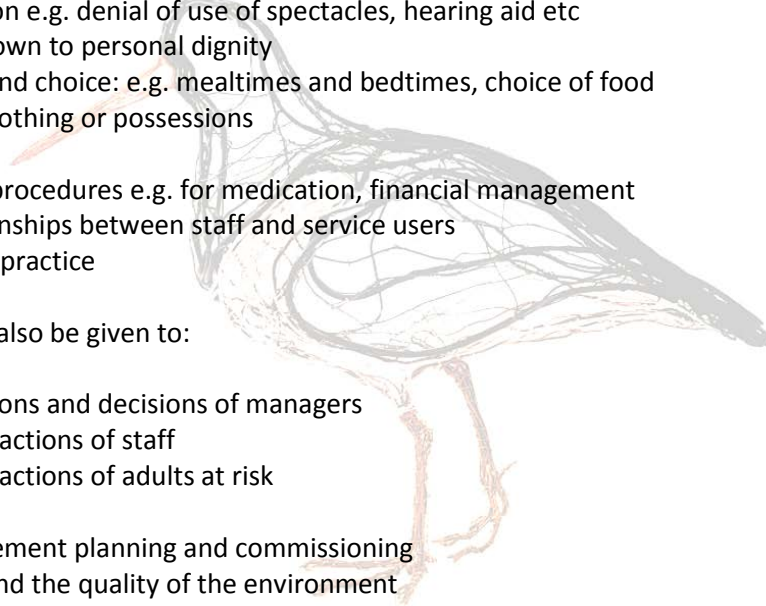 on e.g. denial of use of spectacles, hearing aid etc
own to personal dignity
nd choice: e.g. mealtimes and bedtimes, choice of food
othing or possessions
procedures e.g. for medication, financial management
nships between staff and service users
practice
also be given to:
ons and decisions of managers
actions of staff
actions of adults at risk
ement planning and commissioning
nd the quality of the environment